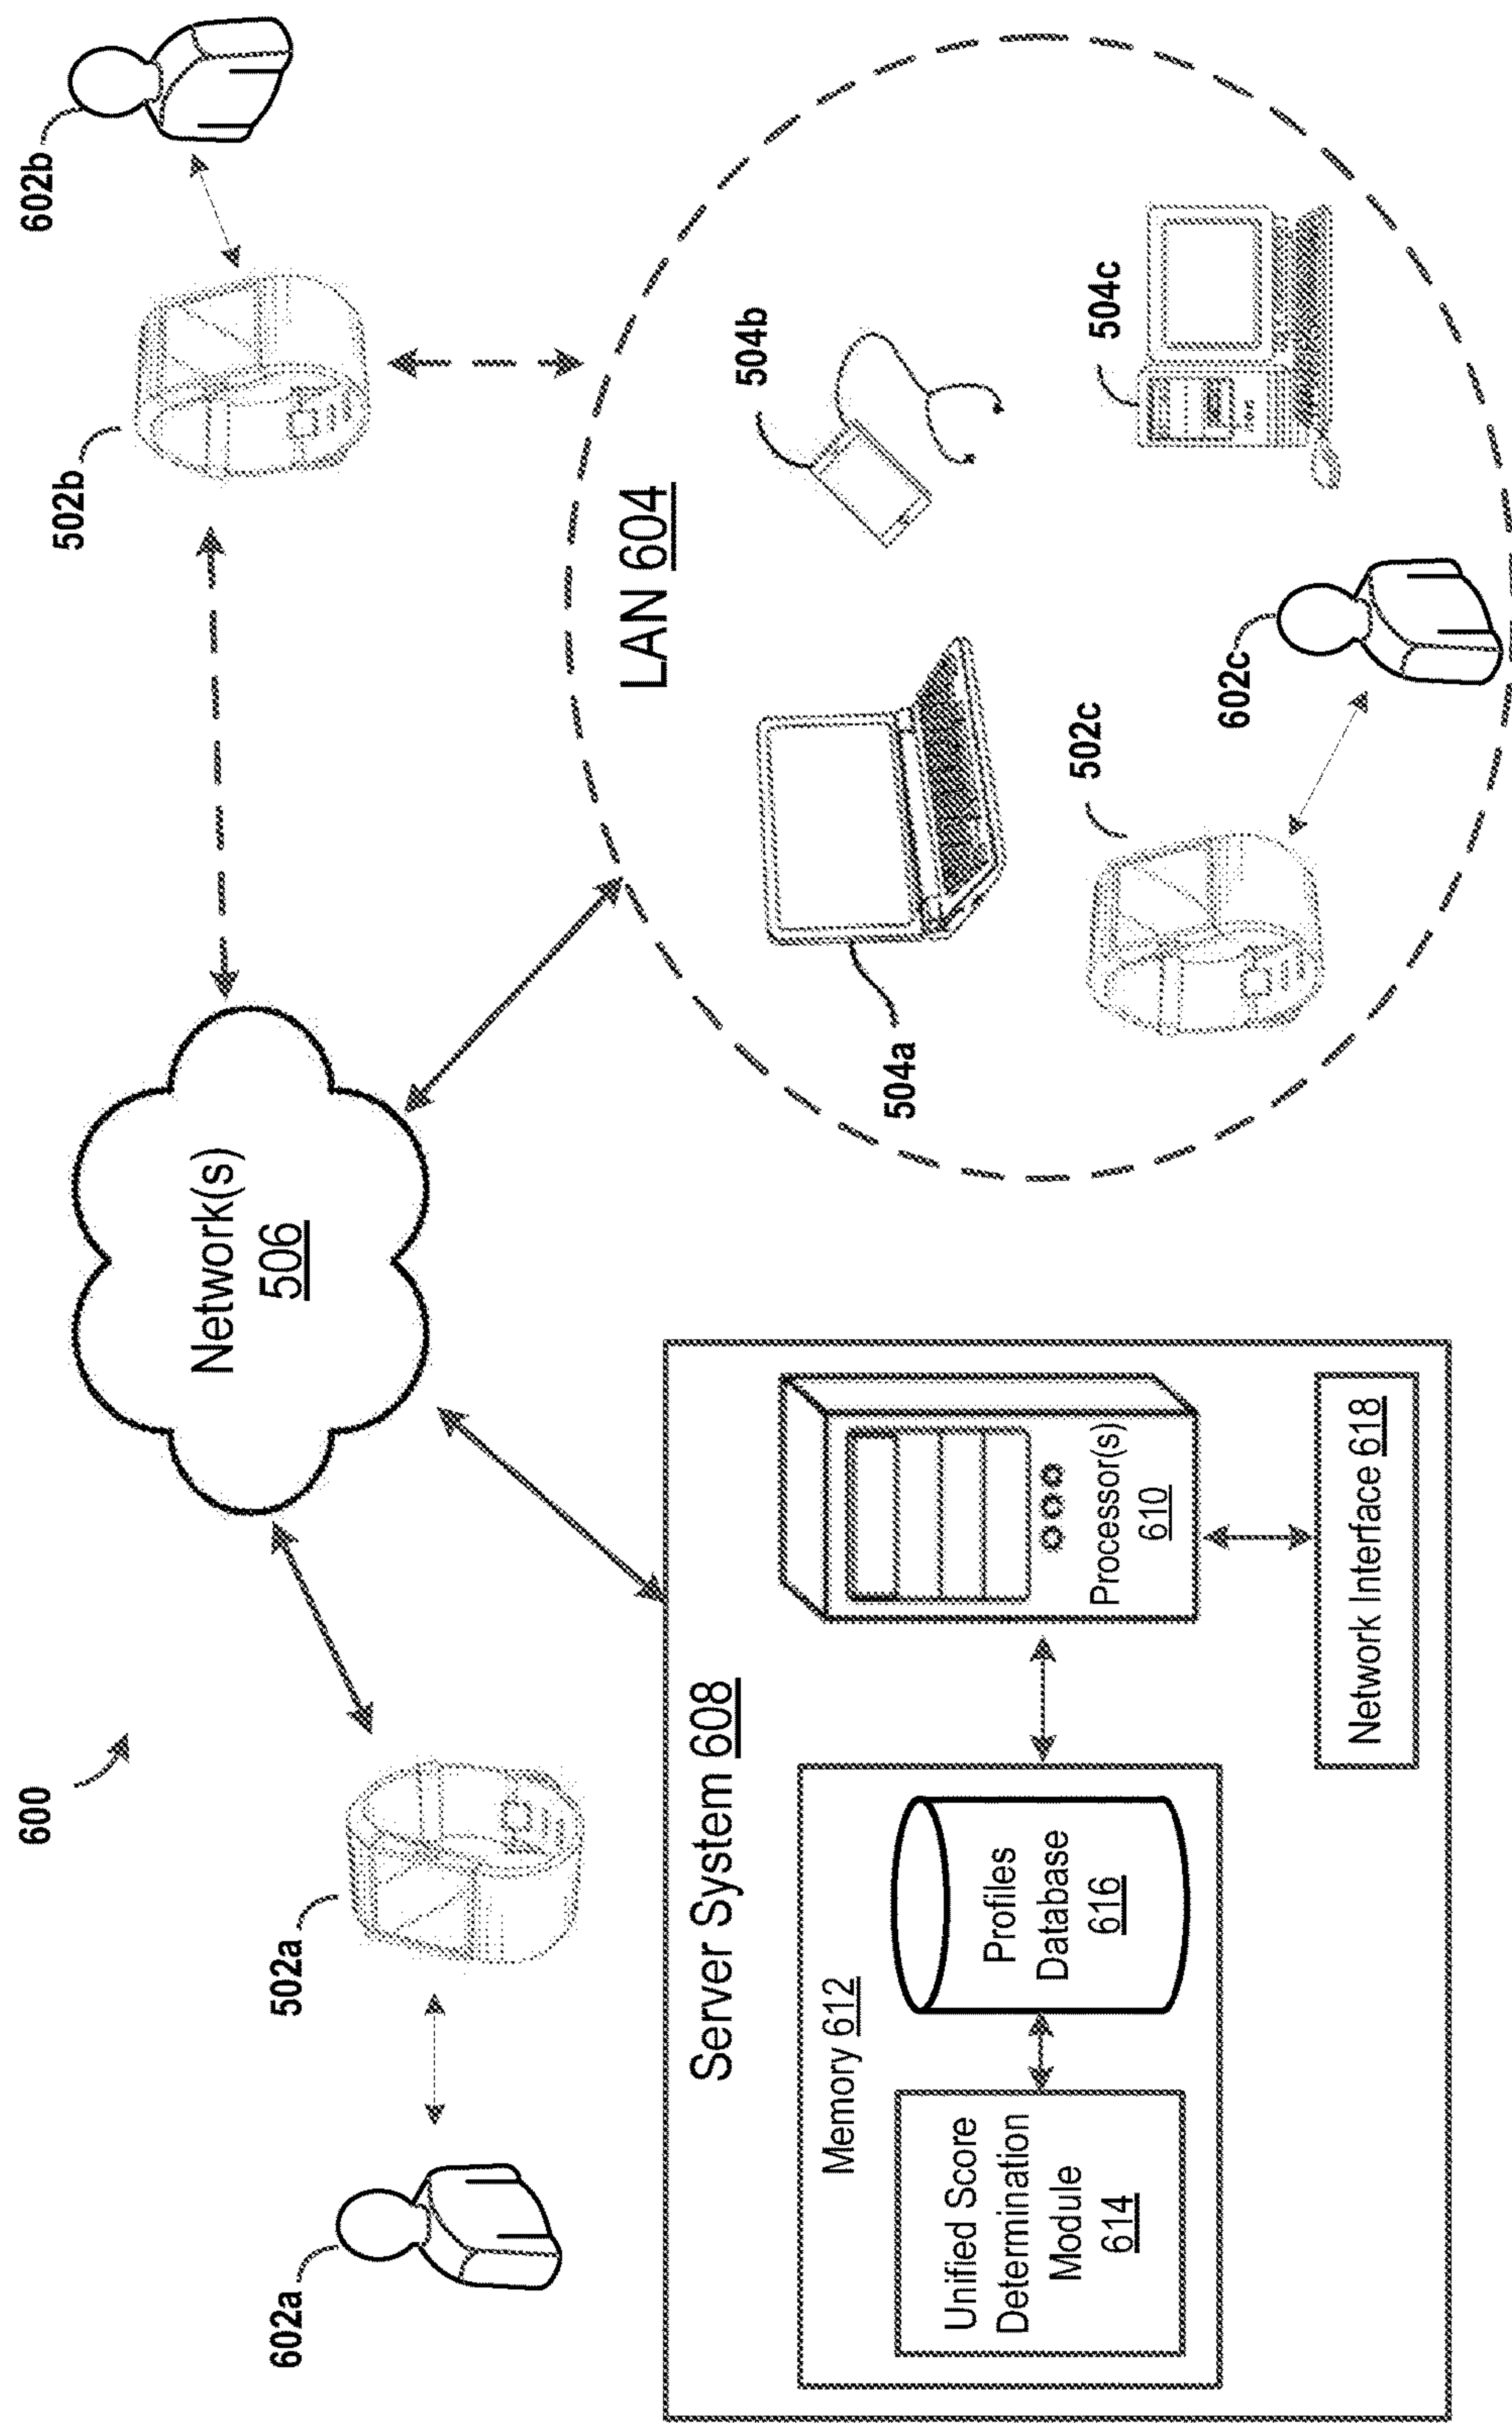 600
602a
502a
Network(s)
506
502b
602b
Server System 608
Memory 612
Unified Score
Determination
Module
614
Profiles
Database
616
Processor(s)
610
Network Interface 618
LAN 604
504a
504b
502c
602c
504c